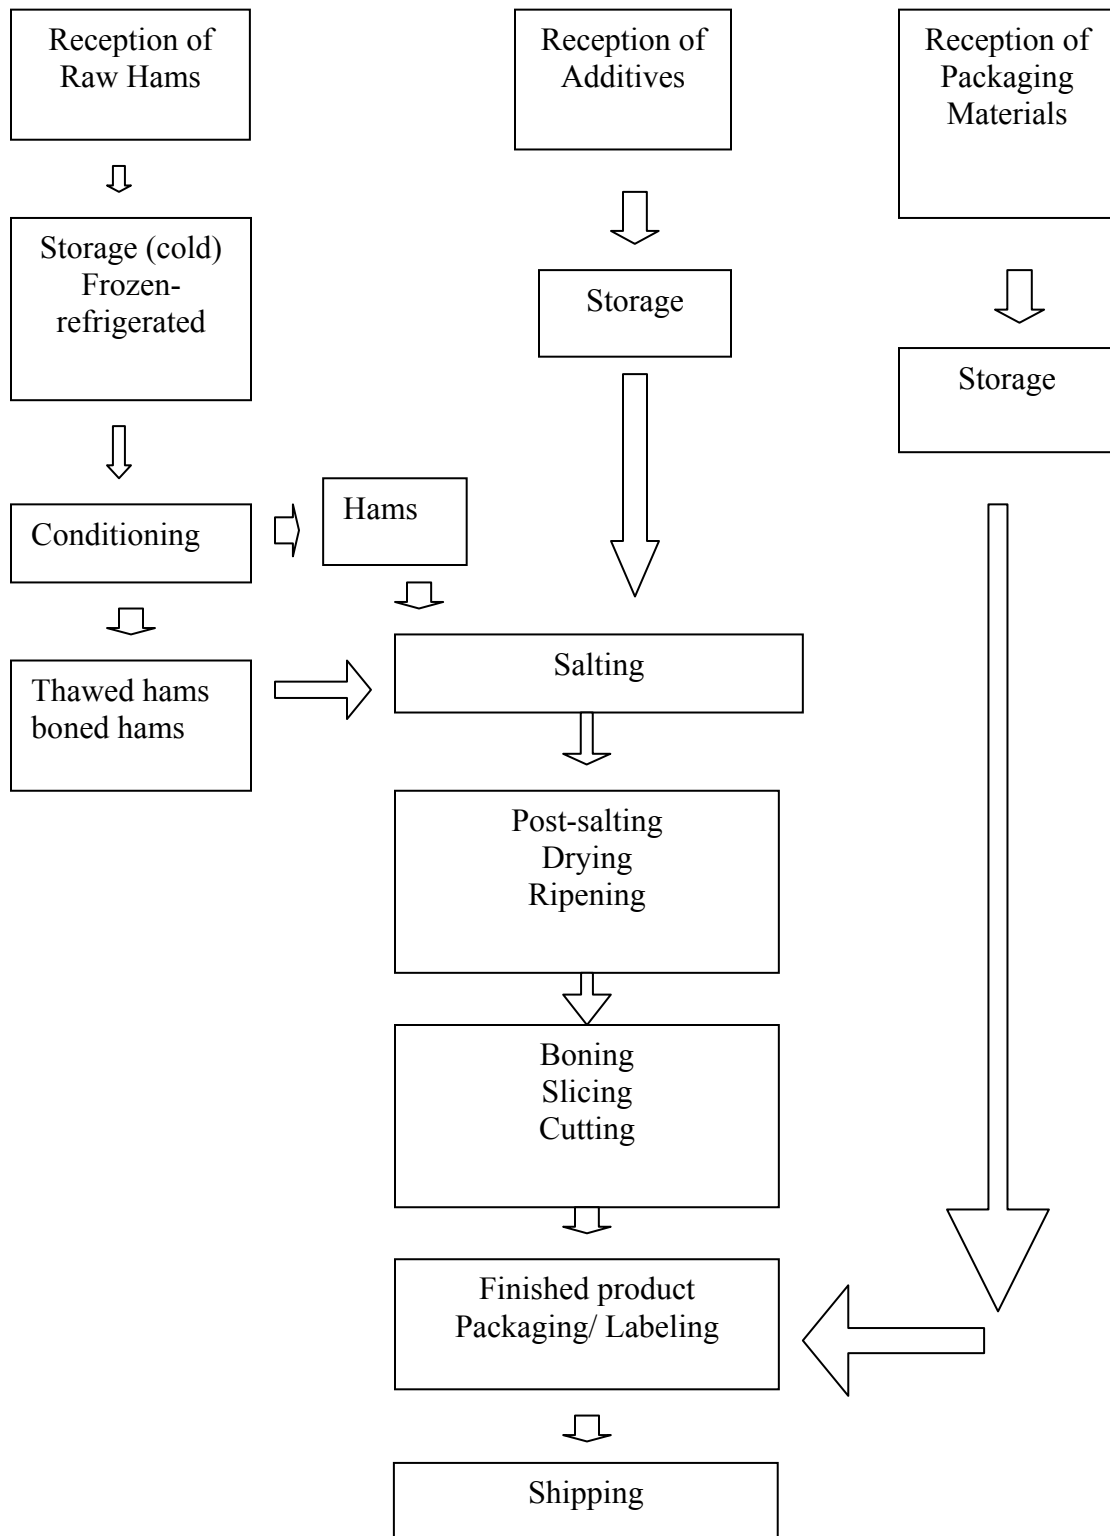 Reception of
Raw Hams
Reception of
Additives
Reception of
Packaging
Materials
Storage (cold)
Frozen-
refrigerated
Storage
Storage
Conditioning
Hams
Thawed hams
boned hams
Salting
Post-salting
Drying
Ripening
Boning
Slicing
Cutting
Finished product
Packaging/ Labeling
Shipping